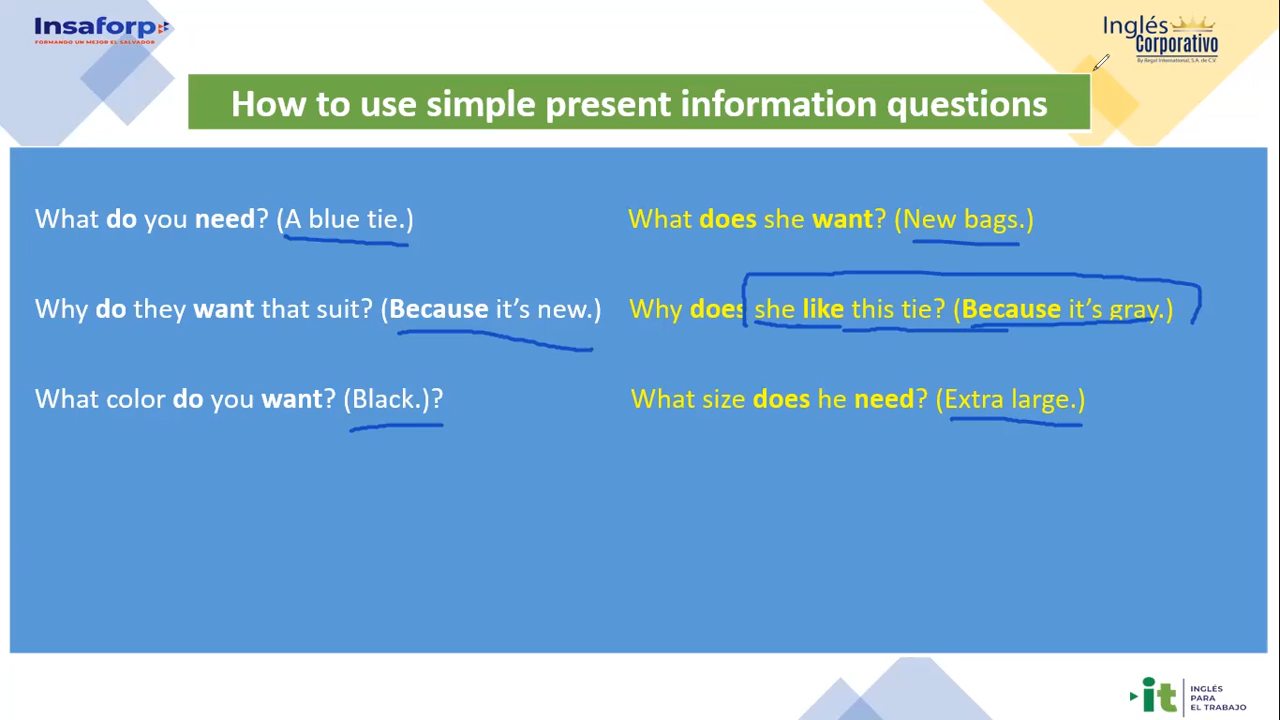 Insaforp
FORMANDO UN MEJOR EL SALVADOR
Inglés
Corporativo
By Regal International, S.A. de C.V.
How to use simple present information questions
What do you need? (A blue tie.)
What does she want? (New bags.)
Why do they want that suit? (Because it's new.)
Why does she like this tie? (Because it's gray.)
What color do you want? (Black.)?
What size does he need? (Extra large.)
it
INGLÉS
PARA
EL TRABAJO